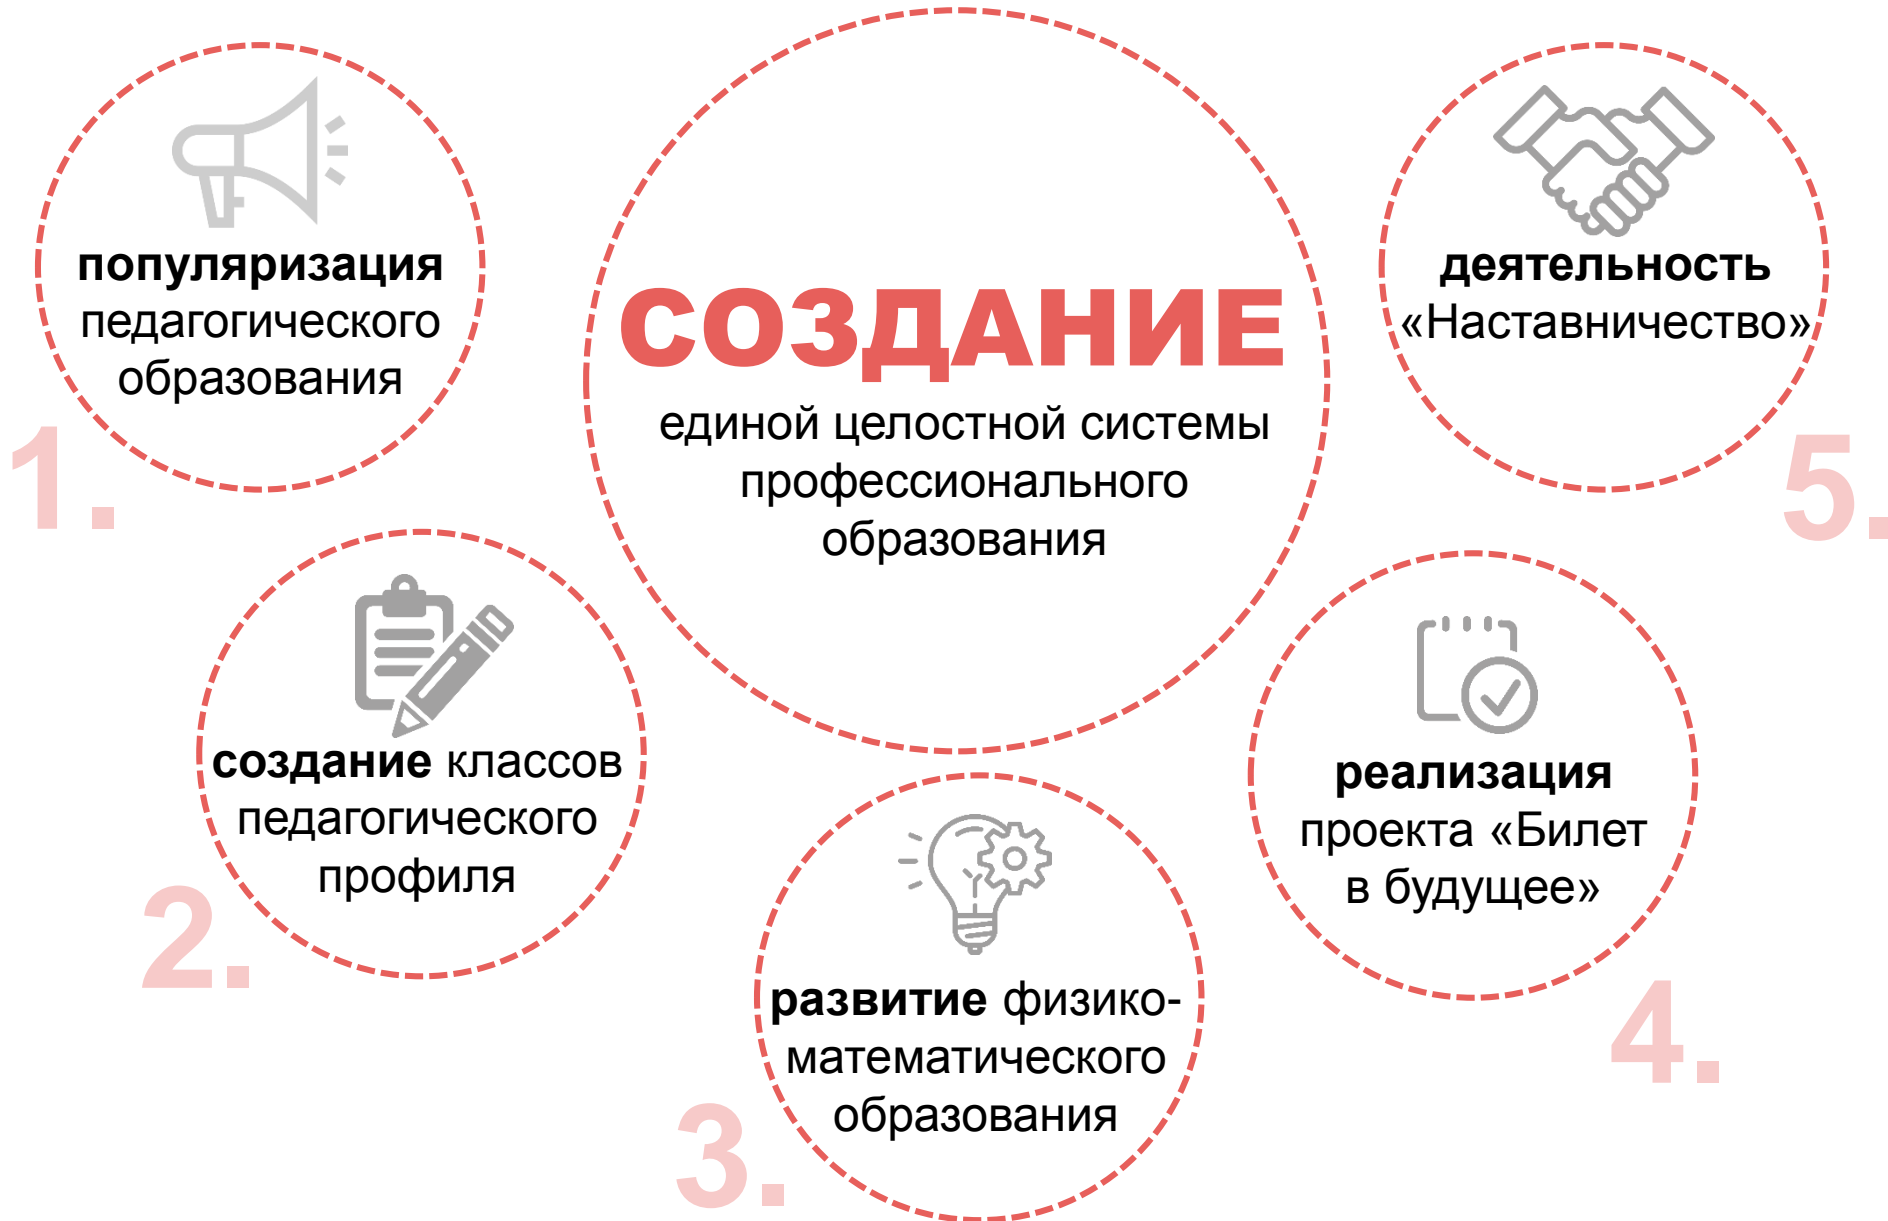 СОЗДАНИЕ
единой целостной системы
профессионального
образования
1.
популяризация
педагогического
образования
2.
создание классов
педагогического
профиля
3.
развитие физико-
математического
образования
4.
реализация
проекта «Билет
в будущее»
5.
деятельность
«Наставничество»